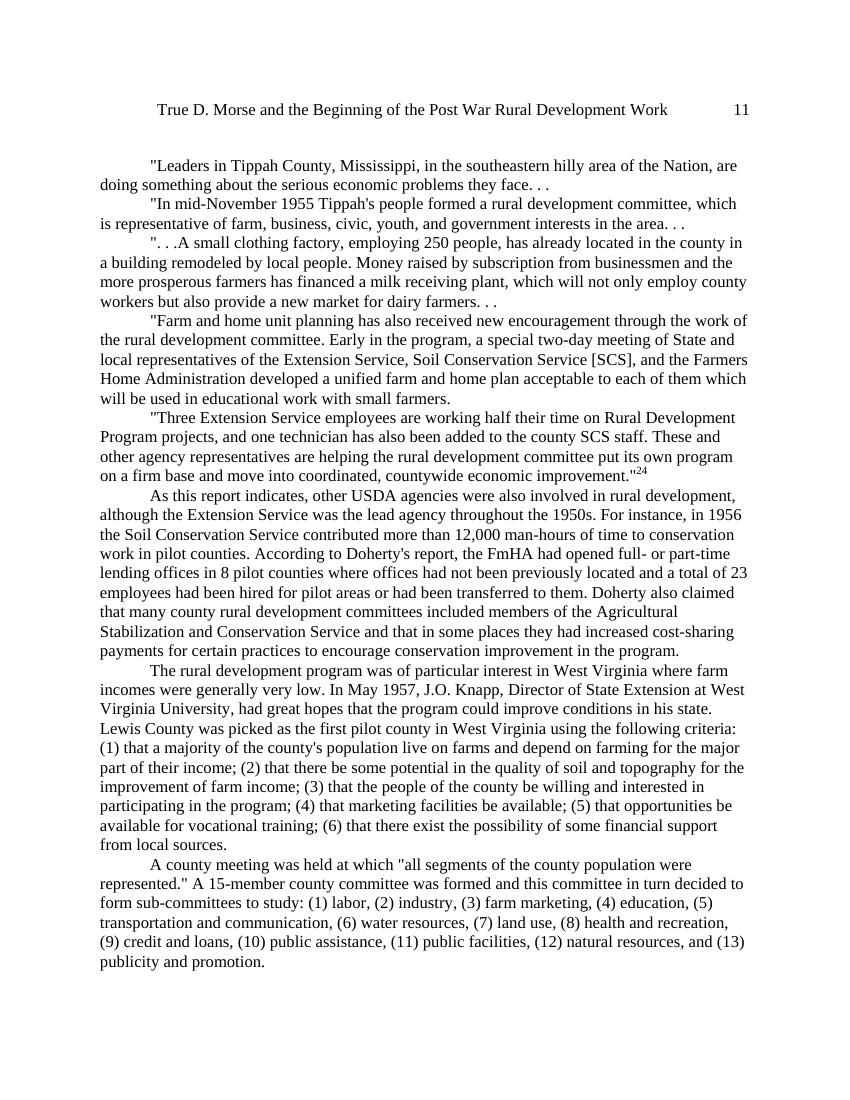 True D. Morse and the Beginning of the Post War Rural Development Work 11
"Leaders in Tippah County, Mississippi, in the southeastern hilly area of the Nation, are
doing something about the serious economic problems they face. . .
"In mid-November 1955 Tippah's people formed a rural development committee, which
is representative of farm, business, civic, youth, and government interests in the area. . .
". . .A small clothing factory, employing 250 people, has already located in the county in
a building remodeled by local people. Money raised by subscription from businessmen and the
more prosperous farmers has financed a milk receiving plant, which will not only employ county
workers but also provide a new market for dairy farmers. . .
"Farm and home unit planning has also received new encouragement through the work of
the rural development committee. Early in the program, a special two-day meeting of State and
local representatives of the Extension Service, Soil Conservation Service [SCS], and the Farmers
Home Administration developed a unified farm and home plan acceptable to each of them which
will be used in educational work with small farmers.
"Three Extension Service employees are working half their time on Rural Development
Program projects, and one technician has also been added to the county SCS staff. These and
other agency representatives are helping the rural development committee put its own program
on a firm base and move into coordinated, countywide economic improvement."24
As this report indicates, other USDA agencies were also involved in rural development,
although the Extension Service was the lead agency throughout the 1950s. For instance, in 1956
the Soil Conservation Service contributed more than 12,000 man-hours of time to conservation
work in pilot counties. According to Doherty's report, the FmHA had opened full- or part-time
lending offices in 8 pilot counties where offices had not been previously located and a total of 23
employees had been hired for pilot areas or had been transferred to them. Doherty also claimed
that many county rural development committees included members of the Agricultural
Stabilization and Conservation Service and that in some places they had increased cost-sharing
payments for certain practices to encourage conservation improvement in the program.
The rural development program was of particular interest in West Virginia where farm
incomes were generally very low. In May 1957, J.O. Knapp, Director of State Extension at West
Virginia University, had great hopes that the program could improve conditions in his state.
Lewis County was picked as the first pilot county in West Virginia using the following criteria:
(1) that a majority of the county's population live on farms and depend on farming for the major
part of their income; (2) that there be some potential in the quality of soil and topography for the
improvement of farm income; (3) that the people of the county be willing and interested in
participating in the program; (4) that marketing facilities be available; (5) that opportunities be
available for vocational training; (6) that there exist the possibility of some financial support
from local sources.
A county meeting was held at which "all segments of the county population were
represented." A 15-member county committee was formed and this committee in turn decided to
form sub-committees to study: (1) labor, (2) industry, (3) farm marketing, (4) education, (5)
transportation and communication, (6) water resources, (7) land use, (8) health and recreation,
(9) credit and loans, (10) public assistance, (11) public facilities, (12) natural resources, and (13)
publicity and promotion.